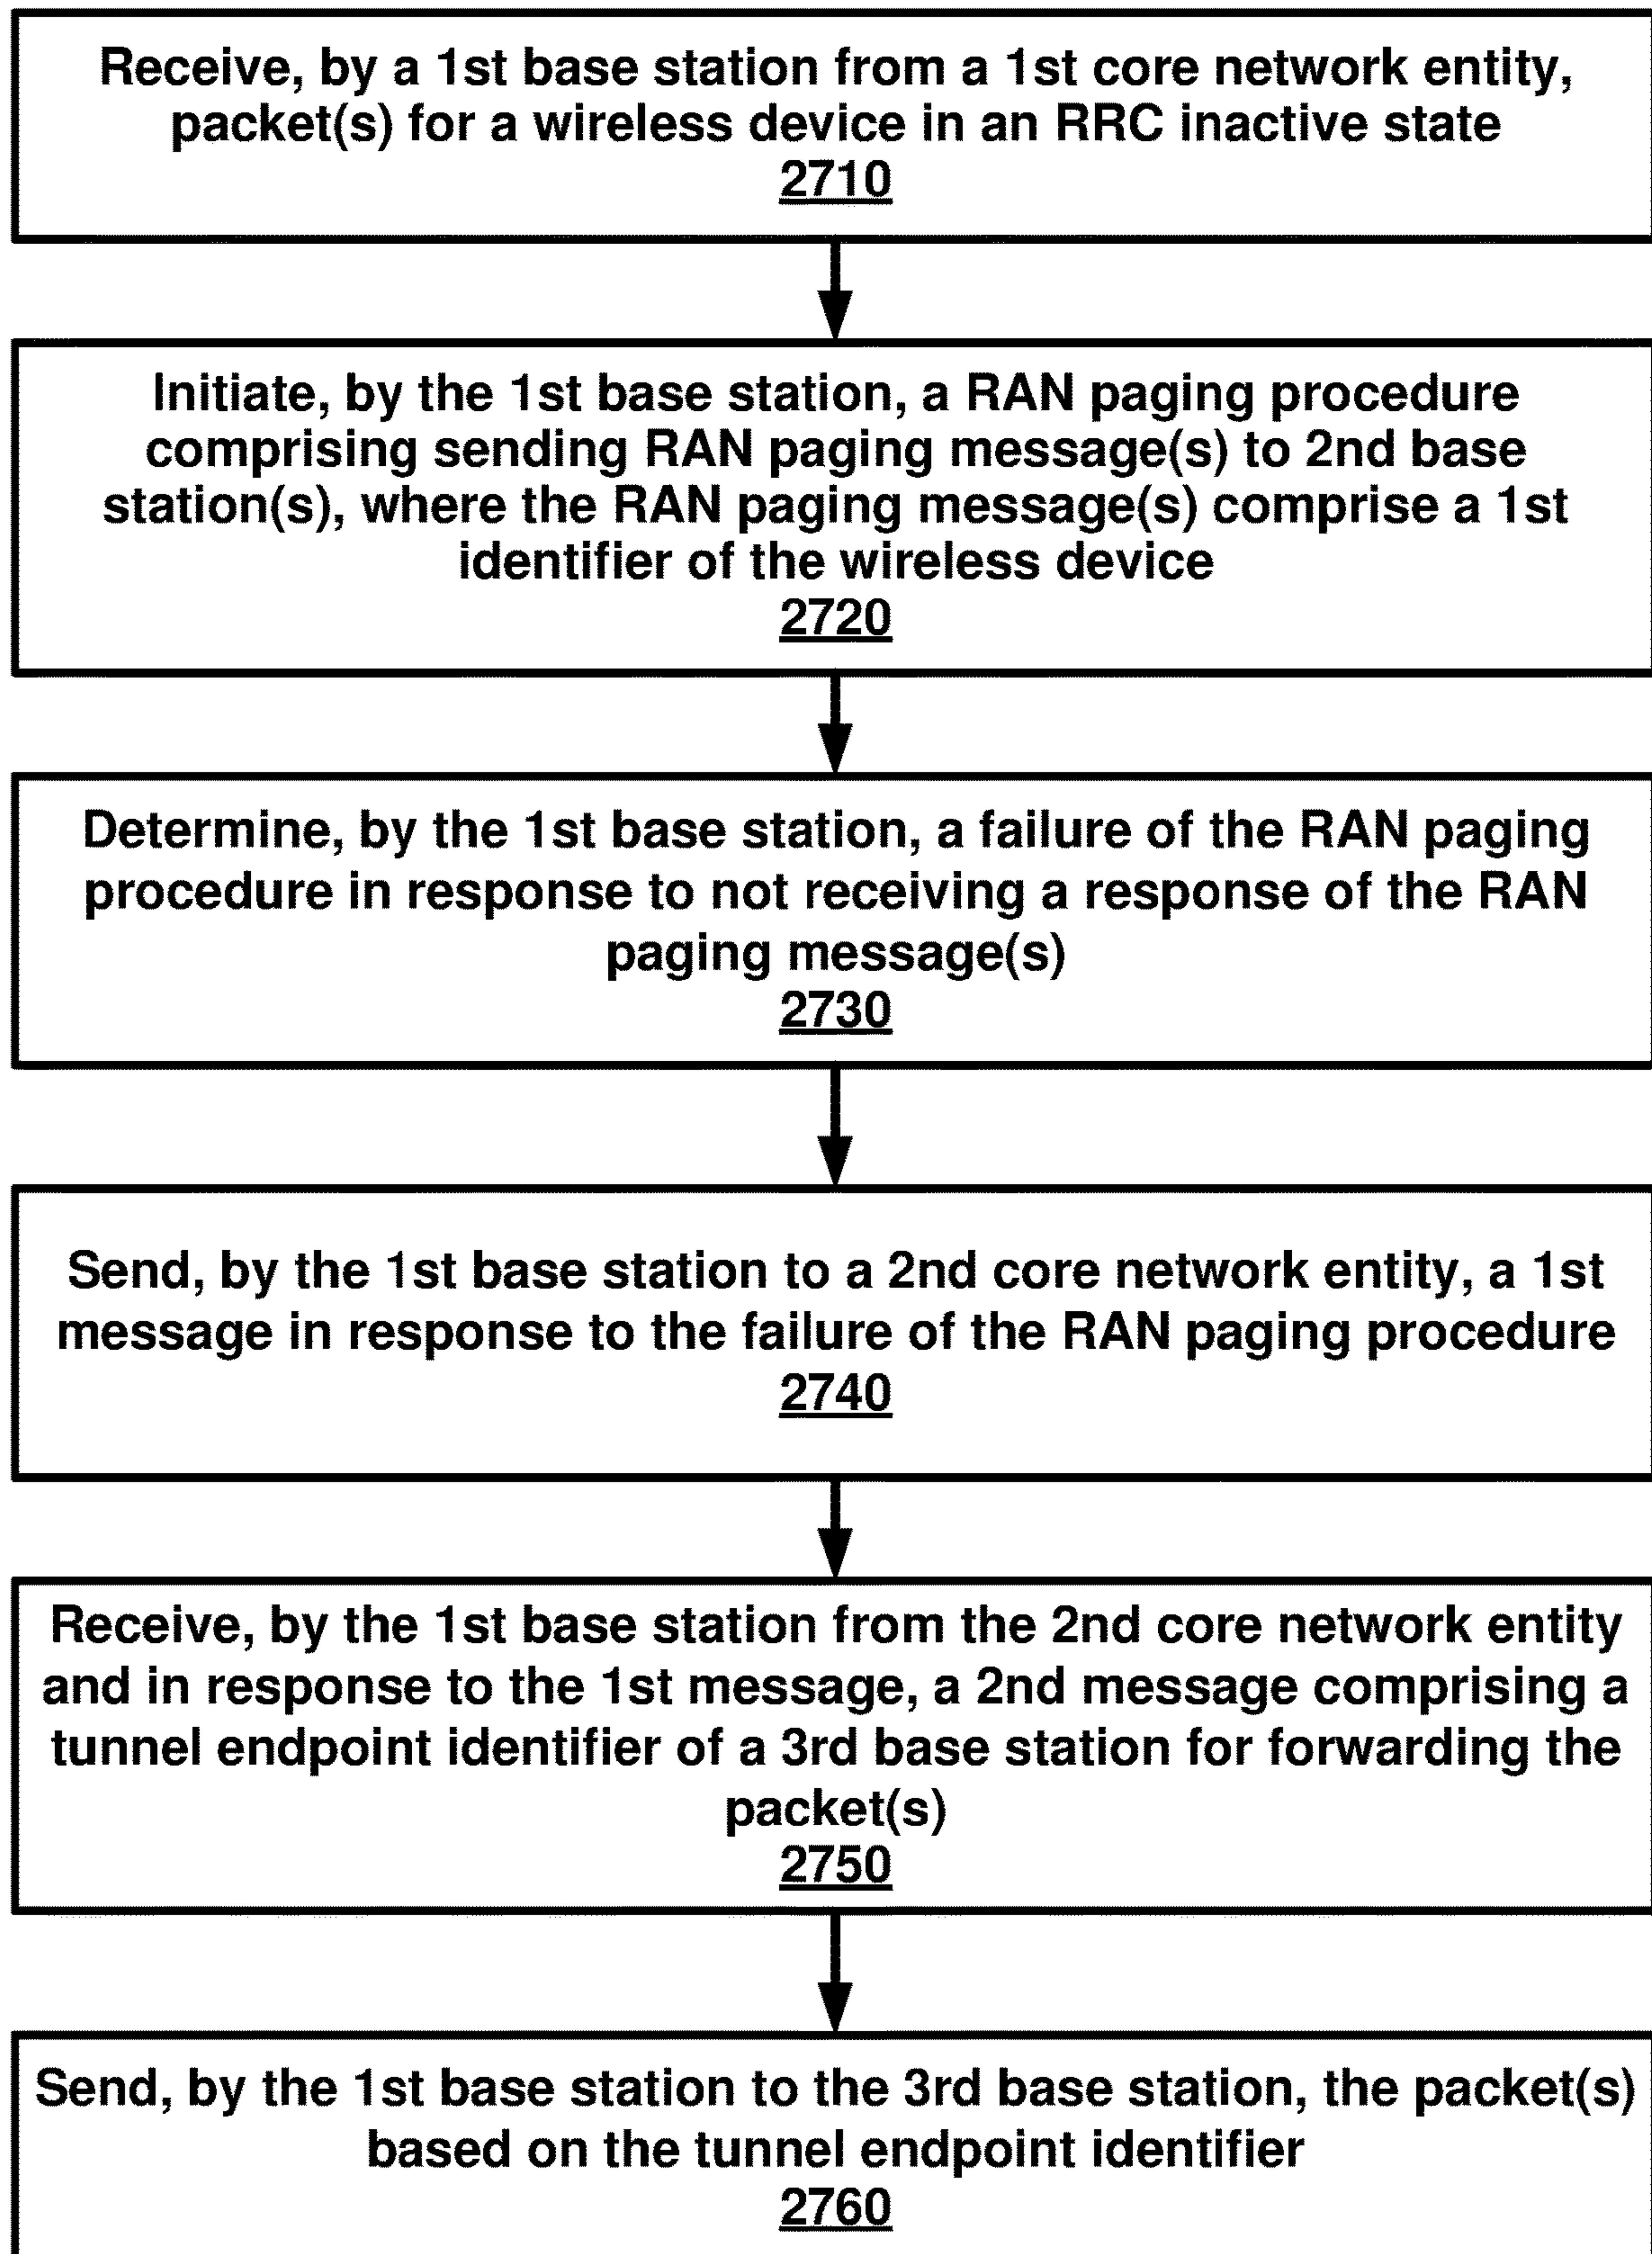 Receive, by a 1st base station from a 1st core network entity,
packet(s) for a wireless device in an RRC inactive state
2710
Initiate, by the 1st base station, a RAN paging procedure
comprising sending RAN paging message(s) to 2nd base
station(s), where the RAN paging message(s) comprise a 1st
identifier of the wireless device
2720
Determine, by the 1st base station, a failure of the RAN paging
procedure in response to not receiving a response of the RAN
paging message(s)
2730
Send, by the 1st base station to a 2nd core network entity, a 1st
message in response to the failure of the RAN paging procedure
2740
Receive, by the 1st base station from the 2nd core network entity
and in response to the 1st message, a 2nd message comprising a
tunnel endpoint identifier of a 3rd base station for forwarding the
packet(s)
2750
Send, by the 1st base station to the 3rd base station, the packet(s)
based on the tunnel endpoint identifier
2760